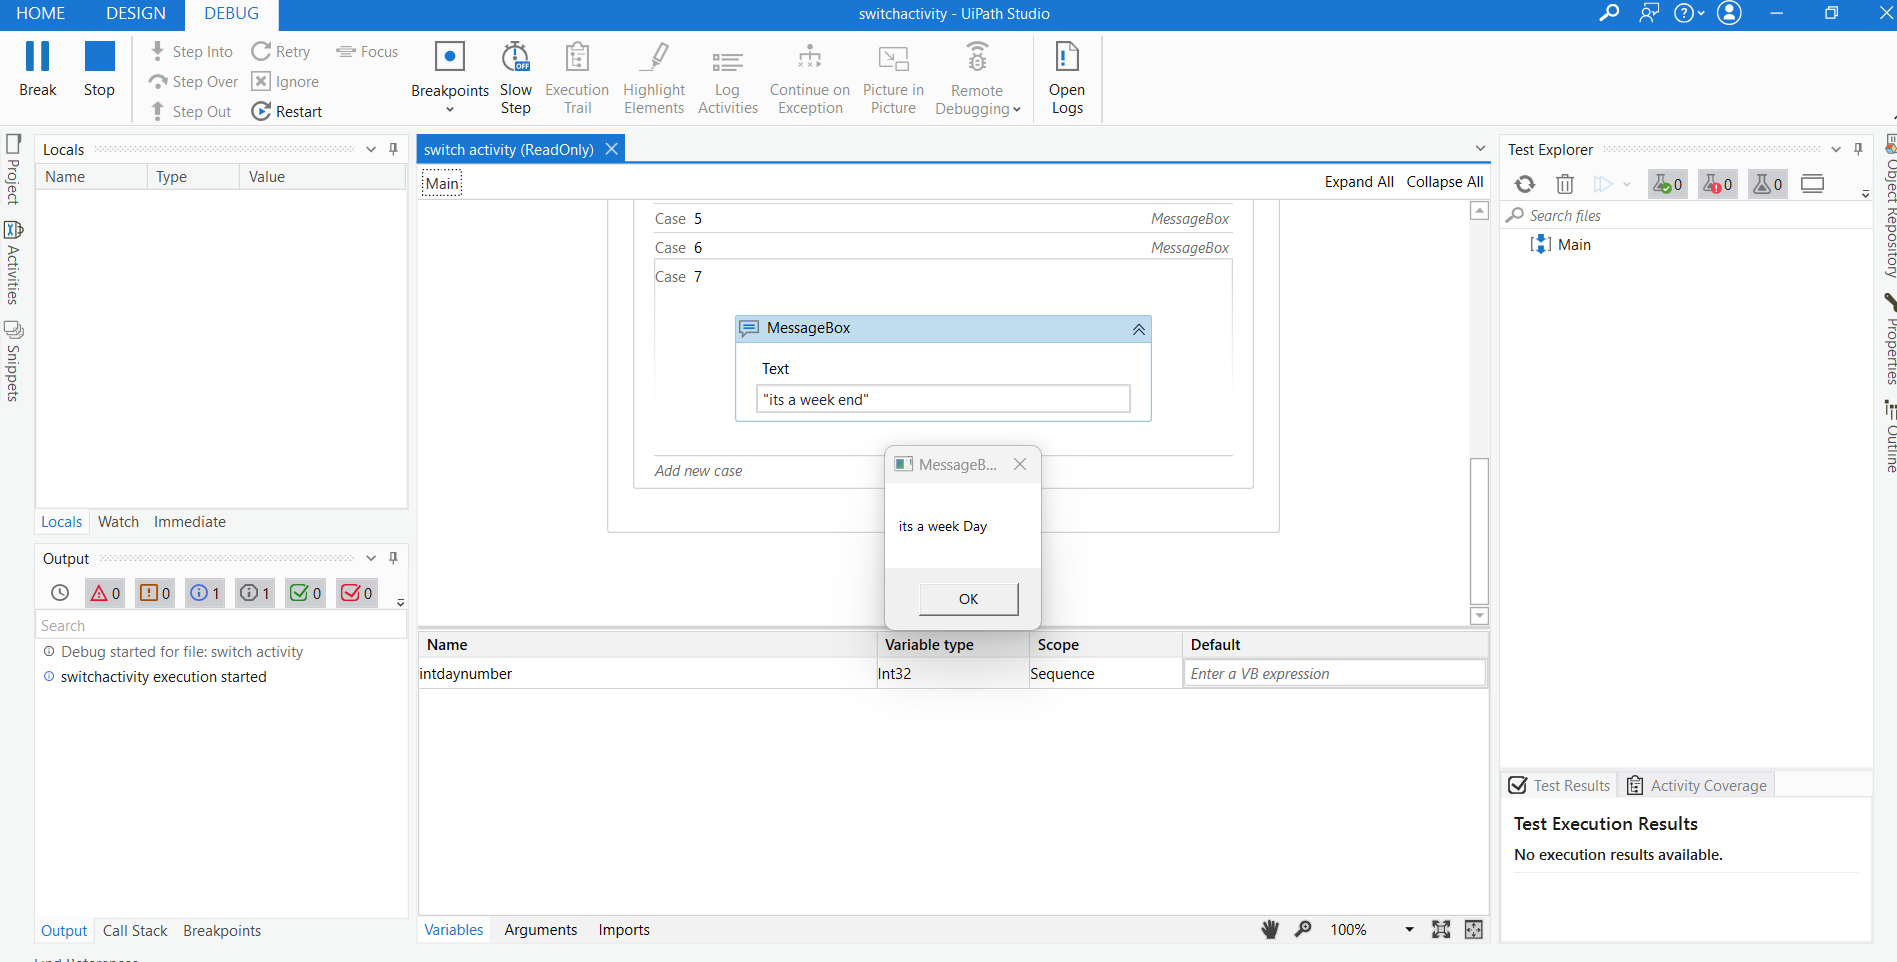 HOME DESIGN DEBUG switchactivity - UiPath Studio
Break Stop Step Into Retry Focus
Step Over Ignore
Step Out Restart
Breakpoints Slow Step OFF Execution Trail Highlight Elements Log Activities Continue on Exception Picture in Picture Remote Debugging Open Logs
Project
Activities
Snippets
Locals
Name Type Value
Locals Watch Immediate
Output
0 0 1 1 0 0
Search
Debug started for file: switch activity
switchactivity execution started
Output Call Stack Breakpoints
switch activity (ReadOnly)
Main Expand All Collapse All
Case 5 MessageBox
Case 6 MessageBox
Case 7
MessageBox
Text
"its a week end"
Add new case
MessageB...
its a week Day
OK
Name Variable type Scope Default
intdaynumber Int32 Sequence Enter a VB expression
Variables Arguments Imports 100%
Test Explorer
0 0 0
Search files
Main
Test Results Activity Coverage
Test Execution Results
No execution results available.
Object Repository
Properties
Outline